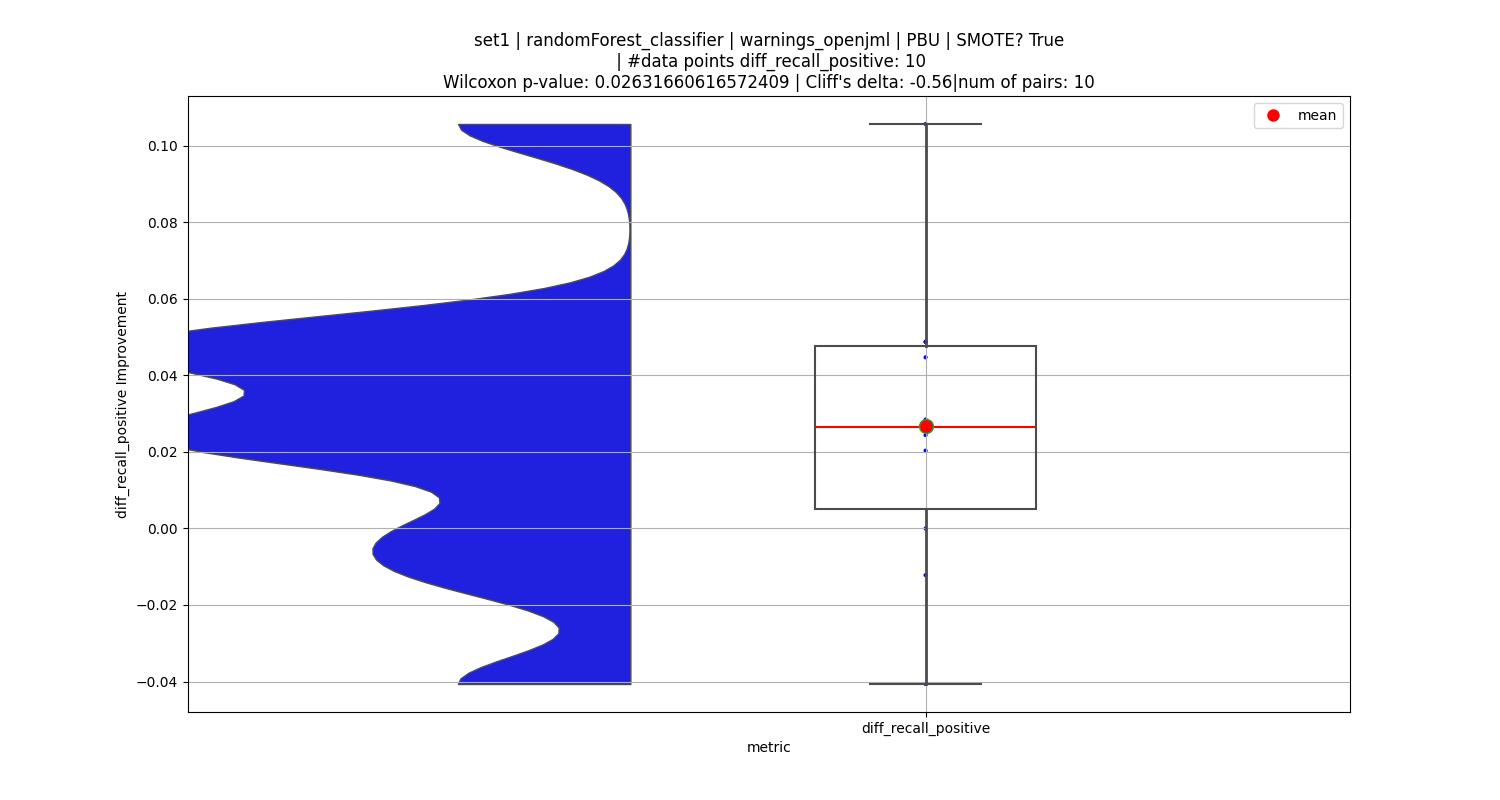 set1 | randomForest_classifier | warnings_openjml | PBU | SMOTE? True
| #data points diff_recall_positive: 10
Wilcoxon p-value: 0.02631660616572409 | Cliff's delta: -0.56|num of pairs: 10
mean
0.10
0.08
0.06
0.04
0.02
0.00
−0.02
−0.04
diff_recall_positive Improvement
diff_recall_positive
metric